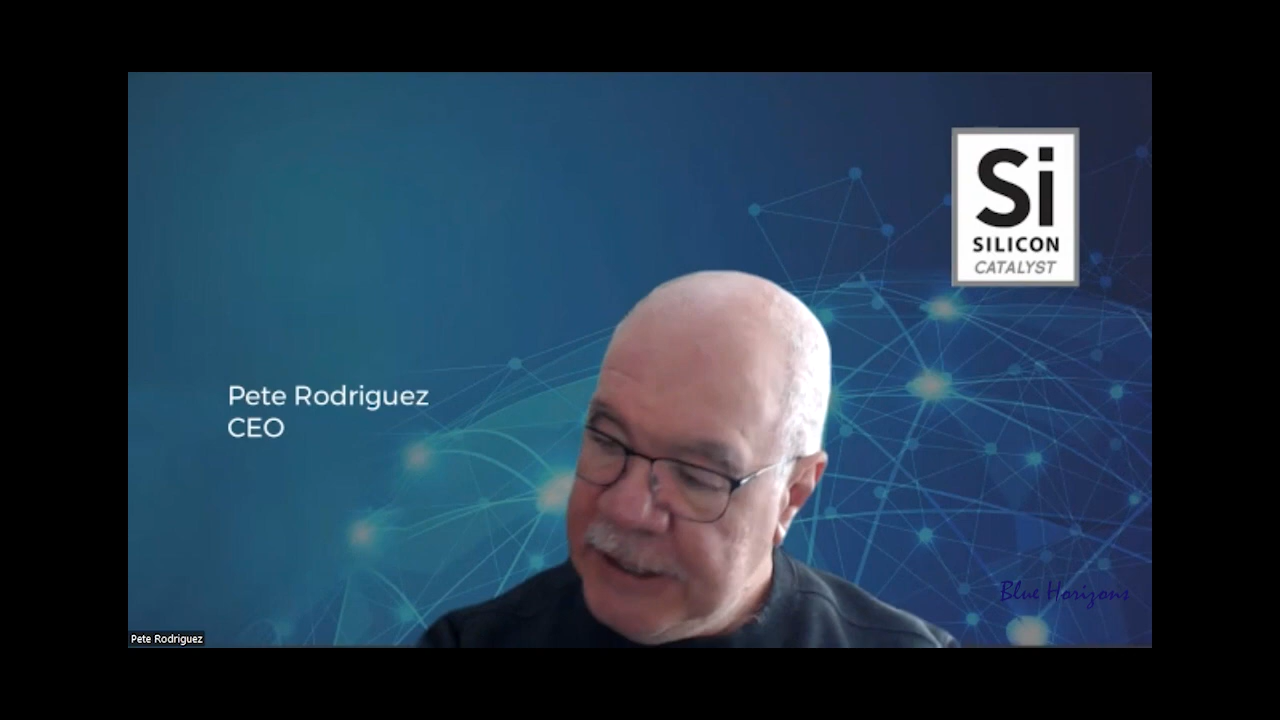 Si
SILICON
CATALYST
Pete Rodriguez
CEO
Blue Horizons
Pete Rodriguez